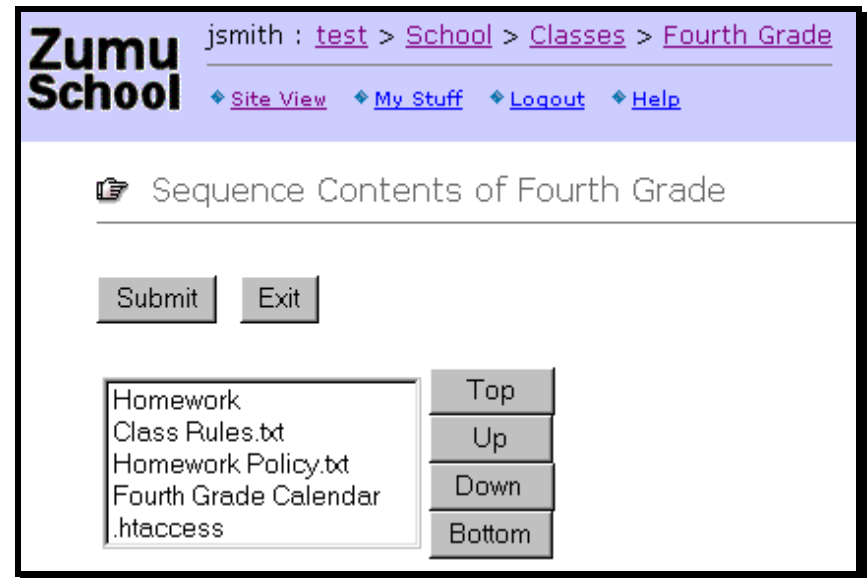 Zumu
School
jsmith : test > School > Classes > Fourth Grade
Site View My Stuff Logout Help
Sequence Contents of Fourth Grade
Submit Exit
Homework
Class Rules.txt
Homework Policy.txt
Fourth Grade Calendar
.htaccess
Top
Up
Down
Bottom